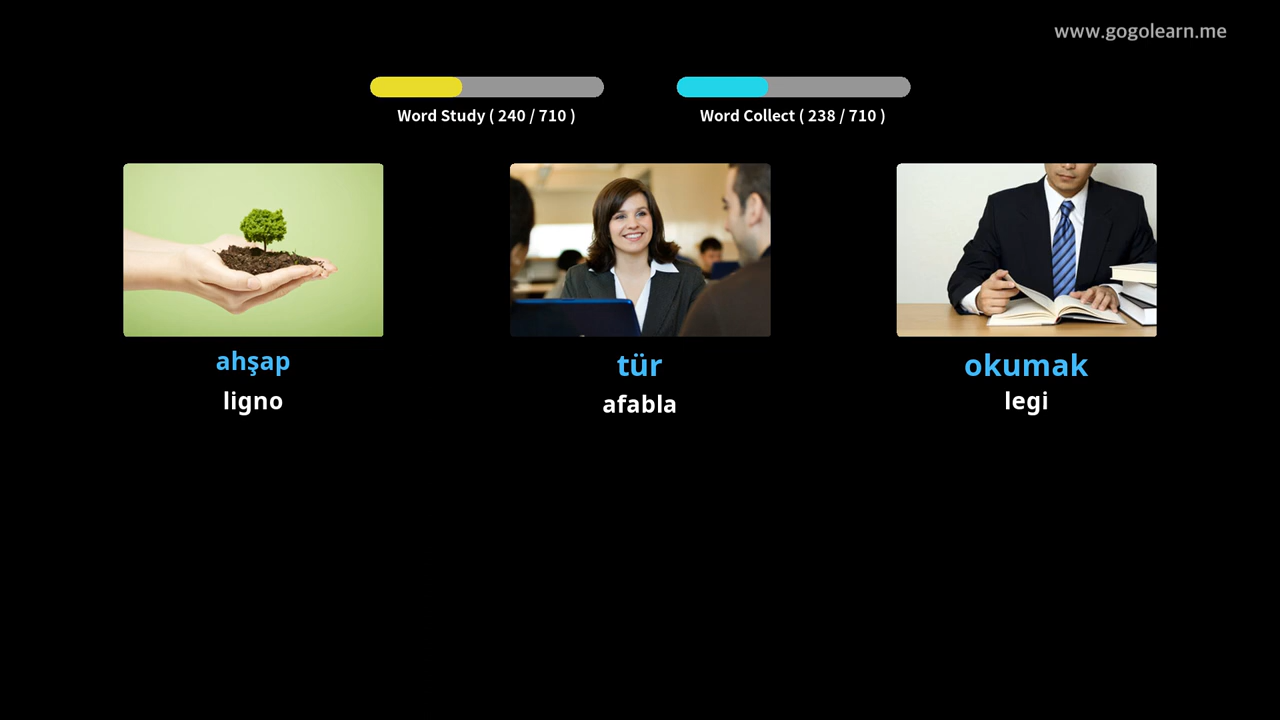 www.gogolearn.me
Word Study ( 240 / 710 )
Word Collect ( 238 / 710 )
ahşap
ligno
tür
afabla
okumak
legi